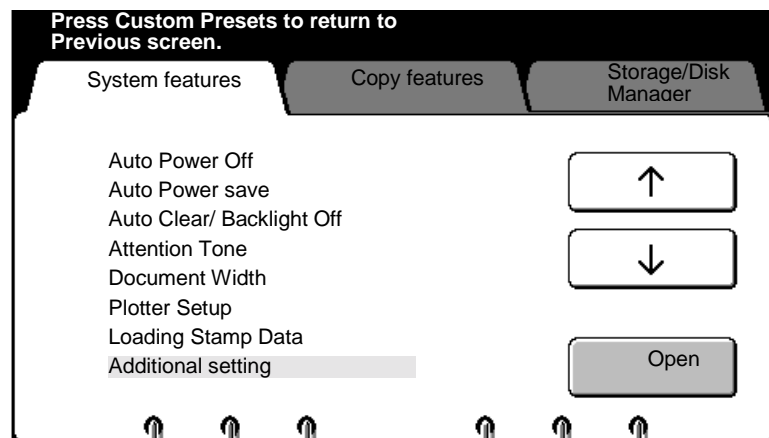 Press Custom Presets to return to
Previous screen.
System features
Copy features
Storage/Disk
Manager
Auto Power Off
Auto Power save
Auto Clear/ Backlight Off
Attention Tone
Document Width
Plotter Setup
Loading Stamp Data
Additional setting
↑
↓
Open